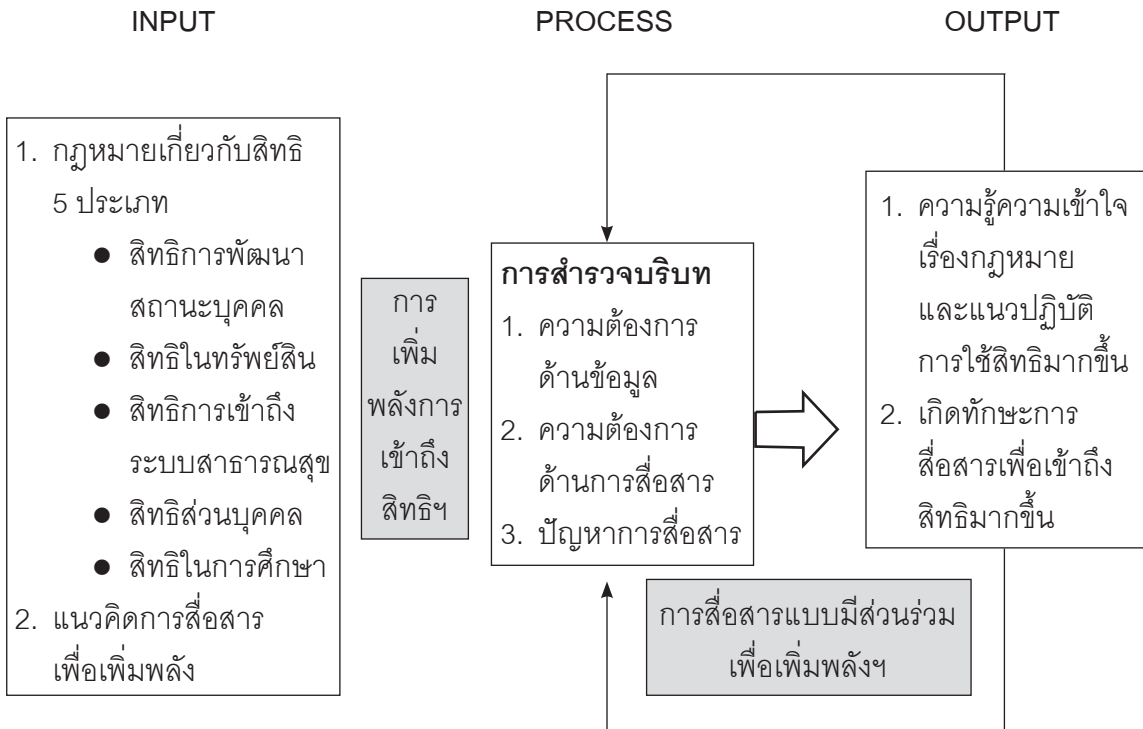 INPUT
PROCESS
OUTPUT
1. กฎหมายเกี่ยวกับสิทธิ
5 ประเภท
● สิทธิการพัฒนา
สถานะบุคคล
● สิทธิในทรัพย์สิน
● สิทธิการเข้าถึง
ระบบสาธารณสุข
● สิทธิส่วนบุคคล
● สิทธิในการศึกษา
2. แนวคิดการสื่อสาร
เพื่อเพิ่มพลัง
การ
เพิ่ม
พลังการ
เข้าถึง
สิทธิฯ
การสำรวจบริบท
1. ความต้องการ
ด้านข้อมูล
2. ความต้องการ
ด้านการสื่อสาร
3. ปัญหาการสื่อสาร
การสื่อสารแบบมีส่วนร่วม
เพื่อเพิ่มพลังฯ
1. ความรู้ความเข้าใจ
เรื่องกฎหมาย
และแนวปฏิบัติ
การใช้สิทธิมากขึ้น
2. เกิดทักษะการ
สื่อสารเพื่อเข้าถึง
สิทธิมากขึ้น